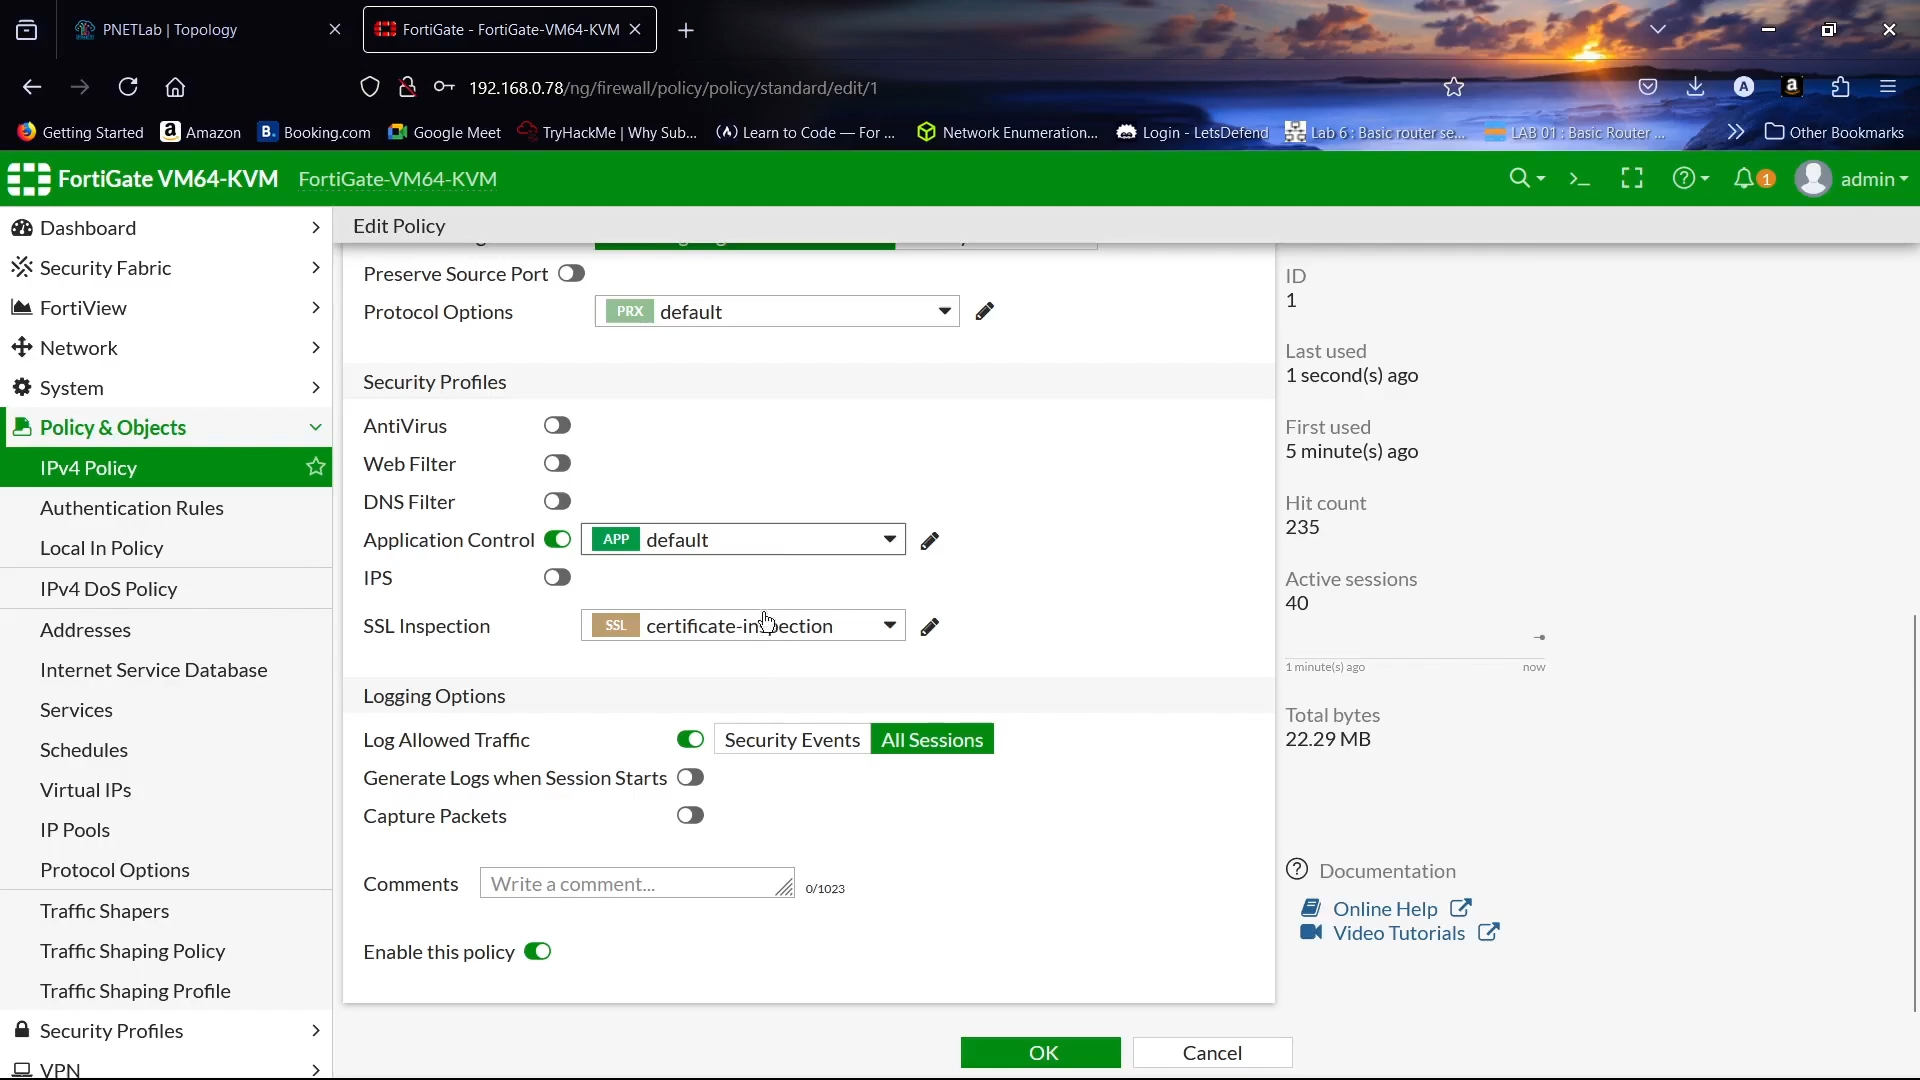 PNETLab | Topology
FortiGate - FortiGate-VM64-KVM
192.168.0.78/ng/firewall/policy/policy/standard/edit/1
A
a
Getting Started
Amazon
Booking.com
Google Meet
TryHackMe | Why Sub...
Learn to Code — For ...
Network Enumeration...
Login - LetsDefend
Lab 6 : Basic router se...
LAB 01 : Basic Router ...
Other Bookmarks
FortiGate VM64-KVM
FortiGate-VM64-KVM
1
admin
Dashboard
Security Fabric
FortiView
Network
System
Policy & Objects
IPv4 Policy
Authentication Rules
Local In Policy
IPv4 DoS Policy
Addresses
Internet Service Database
Services
Schedules
Virtual IPs
IP Pools
Protocol Options
Traffic Shapers
Traffic Shaping Policy
Traffic Shaping Profile
Security Profiles
VPN
Edit Policy
Preserve Source Port
Protocol Options PRX default
Security Profiles
AntiVirus
Web Filter
DNS Filter
Application Control APP default
IPS
SSL Inspection SSL certificate-inspection
Logging Options
Log Allowed Traffic Security Events All Sessions
Generate Logs when Session Starts
Capture Packets
Comments Write a comment... 0/1023
Enable this policy
OK Cancel
ID
1
Last used
1 second(s) ago
First used
5 minute(s) ago
Hit count
235
Active sessions
40
1 minute(s) ago now
Total bytes
22.29 MB
Documentation
Online Help
Video Tutorials